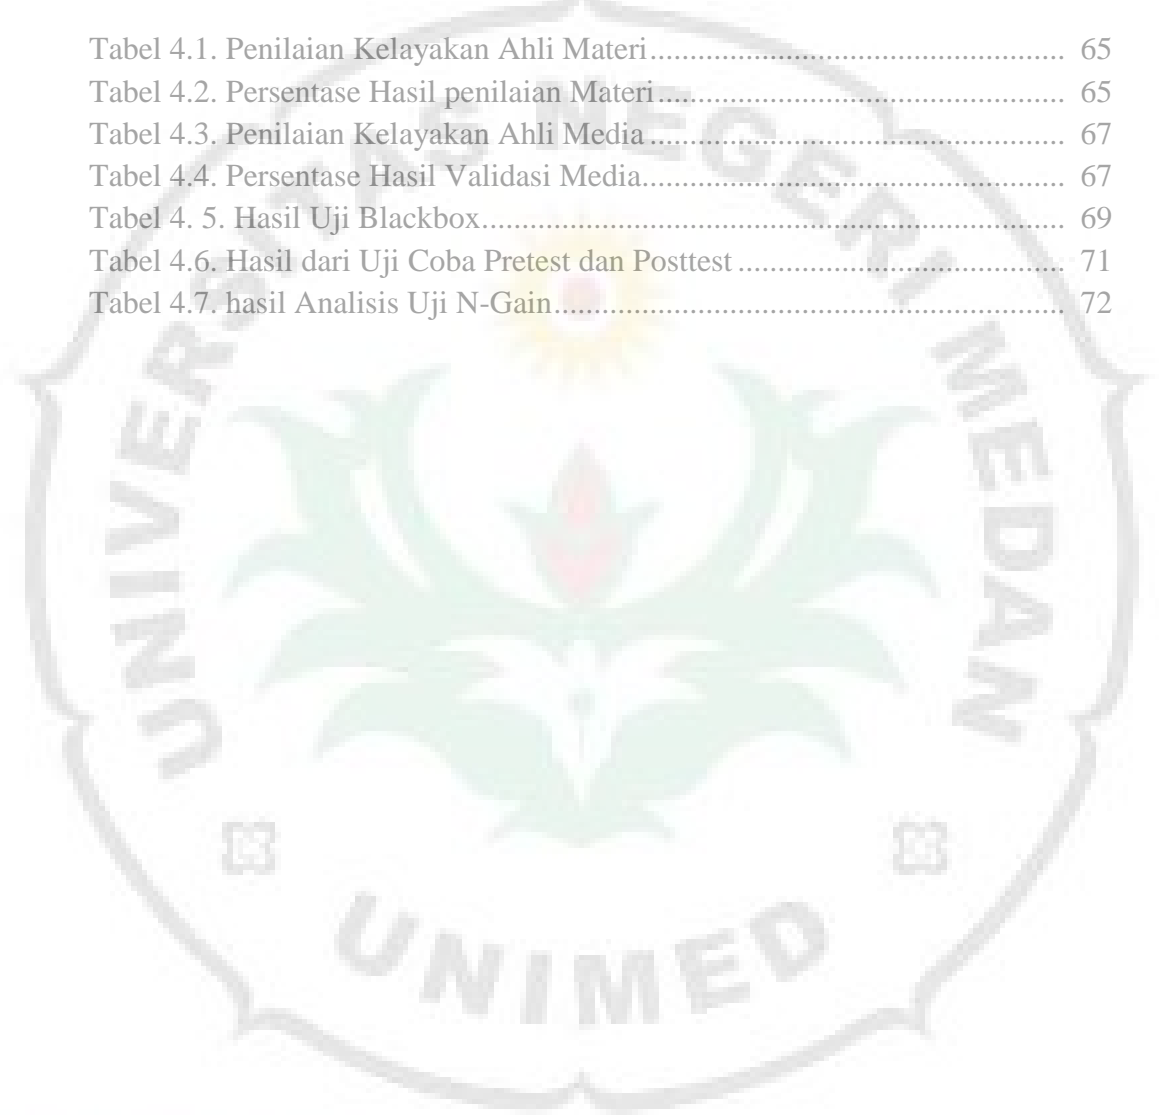 Tabel 4.1. Penilaian Kelayakan Ahli Materi.................................................... 65
Tabel 4.2. Persentase Hasil penilaian Materi................................................... 65
Tabel 4.3. Penilaian Kelayakan Ahli Media.................................................... 67
Tabel 4.4. Persentase Hasil Validasi Media..................................................... 67
Tabel 4. 5. Hasil Uji Blackbox......................................................................... 69
Tabel 4.6. Hasil dari Uji Coba Pretest dan Posttest......................................... 71
Tabel 4.7. hasil Analisis Uji N-Gain................................................................ 72
UNIVERSITAS NEGERI MEDAN
UNIMED